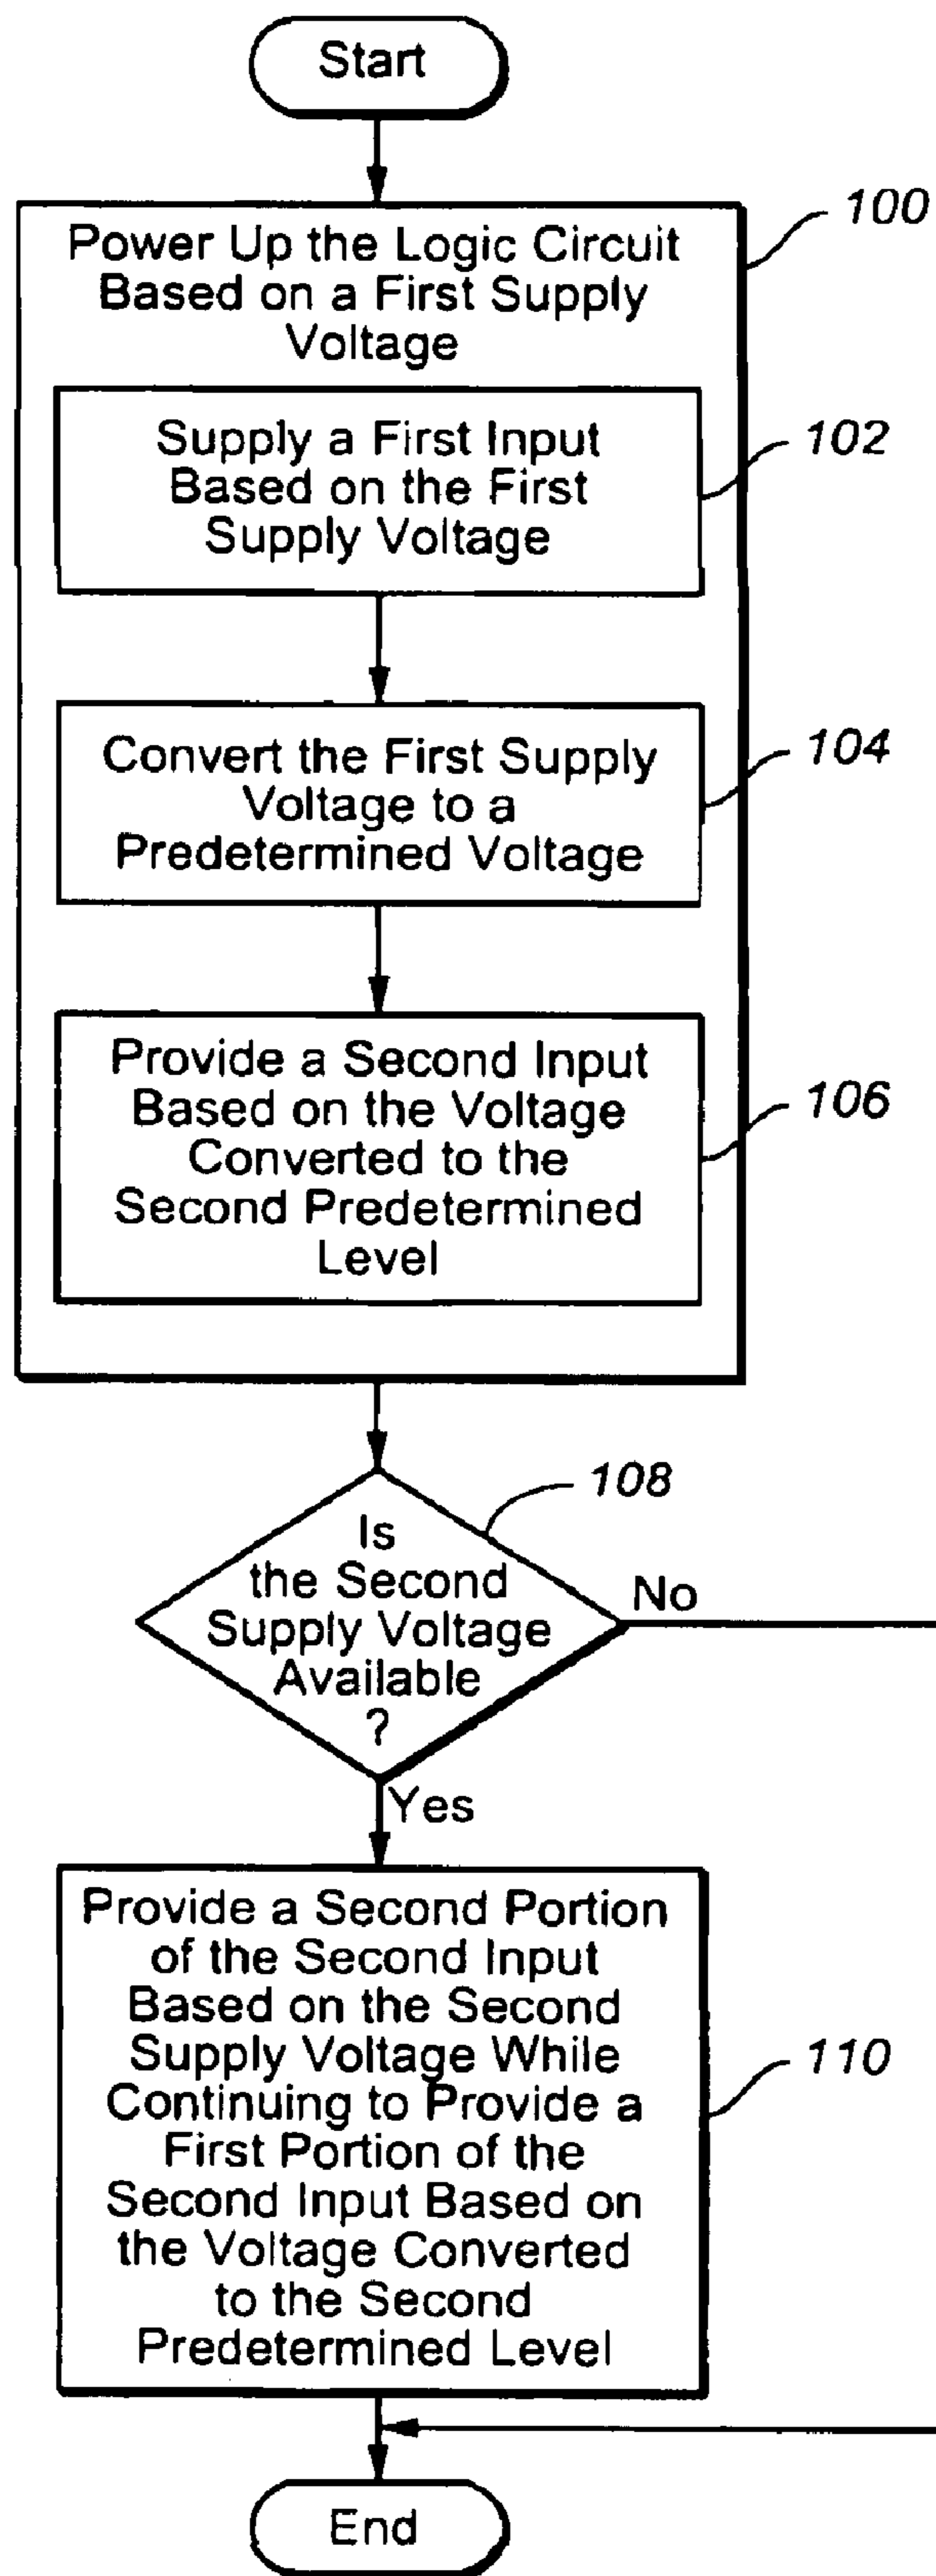 Start
100
Power Up the Logic Circuit
Based on a First Supply
Voltage
102
Supply a First Input
Based on the First
Supply Voltage
104
Convert the First Supply
Voltage to a
Predetermined Voltage
106
Provide a Second Input
Based on the Voltage
Converted to the
Second Predetermined
Level
108
Is
the Second
Supply Voltage
Available
?
No
Yes
110
Provide a Second Portion
of the Second Input
Based on the Second
Supply Voltage While
Continuing to Provide a
First Portion of the
Second Input Based on
the Voltage Converted
to the Second
Predetermined Level
End